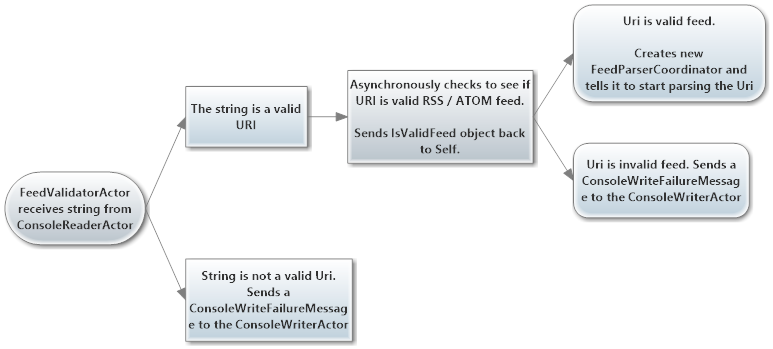 FeedValidatorActor
receives string from
ConsoleReaderActor
The string is a valid
URI
Asynchronously checks to see if
URI is valid RSS / ATOM feed.
Sends IsValidFeed object back
to Self.
Uri is valid feed.
Creates new
FeedParserCoordinator and
tells it to start parsing the Uri
Uri is invalid feed. Sends a
ConsoleWriteFailureMessag
e to the ConsoleWriterActor
String is not a valid Uri.
Sends a
ConsoleWriteFailureMessag
e to the ConsoleWriterActor